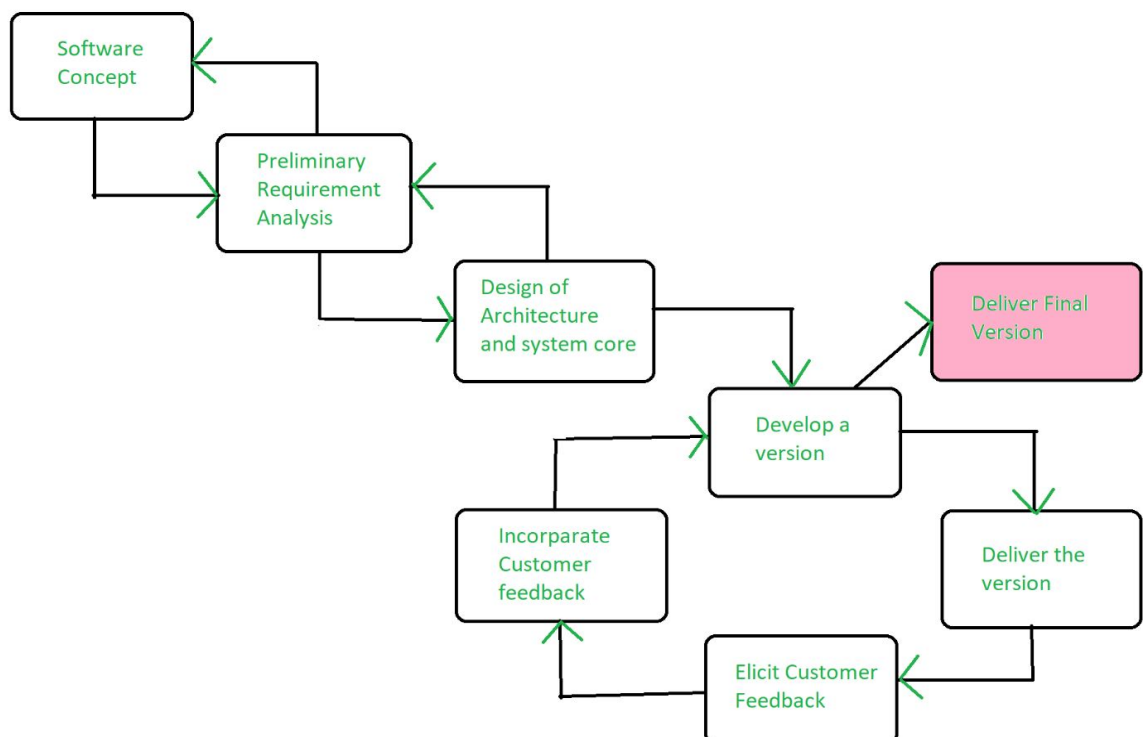 Software
Concept
Preliminary
Requirement
Analysis
Design of
Architecture
and system core
Deliver Final
Version
Develop a
version
Incorparate
Customer
feedback
Deliver the
version
Elicit Customer
Feedback